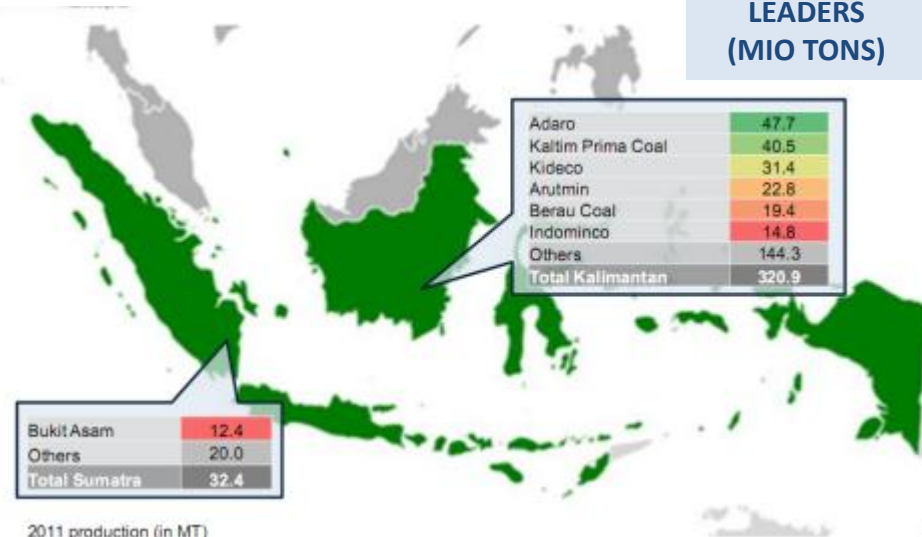 LEADERS
(MIO TONS)
Adaro 47.7
Kaltim Prima Coal 40.5
Kideco 31.4
Arutmin 22.8
Berau Coal 19.4
Indominco 14.8
Others 144.3
Total Kalimantan 320.9
Bukit Asam 12.4
Others 20.0
Total Sumatra 32.4
2011 production (in MT)